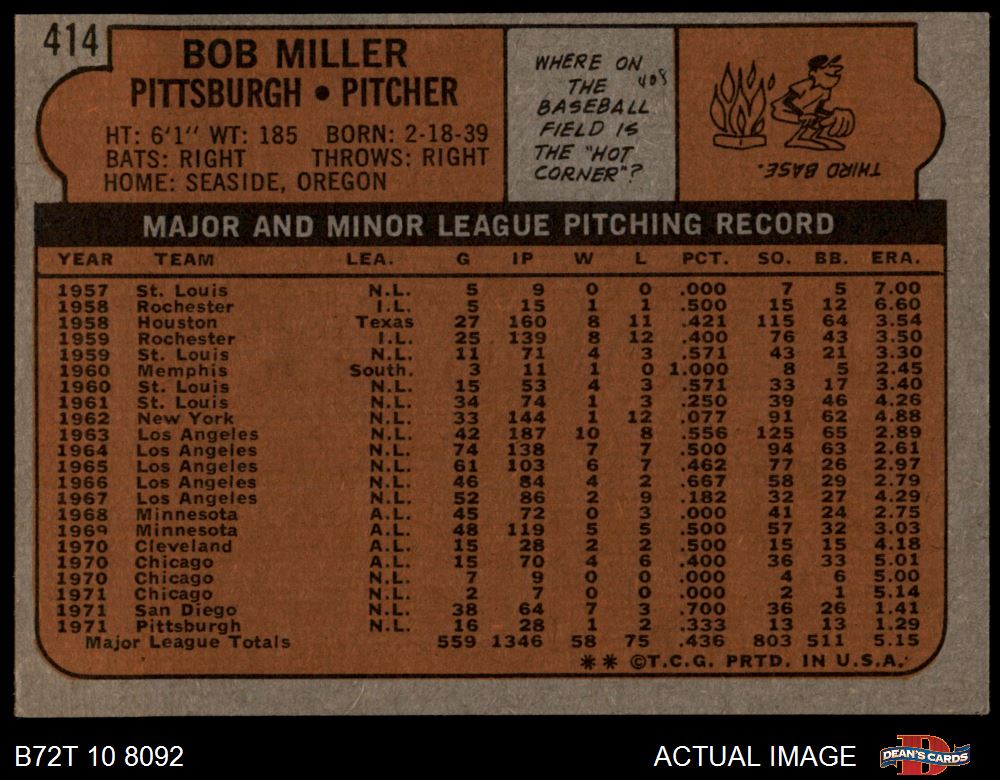 414
BOB MILLER
PITTSBURGH • PITCHER
HT: 6'1" WT: 185 BORN: 2-18-39
BATS: RIGHT THROWS: RIGHT
HOME: SEASIDE, OREGON
WHERE ON
THE
BASEBALL
FIELD IS
THE "HOT
CORNER"?
408
THIRD BASE.
MAJOR AND MINOR LEAGUE PITCHING RECORD
YEAR TEAM LEA. G IP W L PCT. SO. BB. ERA.
1957 St. Louis N.L. 5 9 0 0 .000 7 5 7.00
1958 Rochester I.L. 5 15 1 1 .500 15 12 6.60
1958 Houston Texas 27 160 8 11 .421 115 64 3.54
1959 Rochester I.L. 25 139 8 12 .400 76 43 3.50
1959 St. Louis N.L. 11 71 4 3 .571 43 21 3.30
1960 Memphis South. 3 11 1 0 1.000 8 5 2.45
1960 St. Louis N.L. 15 53 4 3 .571 33 17 3.40
1961 St. Louis N.L. 34 74 1 3 .250 39 46 4.26
1962 New York N.L. 33 144 1 12 .077 91 62 4.88
1963 Los Angeles N.L. 42 187 10 8 .556 125 65 2.89
1964 Los Angeles N.L. 74 138 7 7 .500 94 63 2.61
1965 Los Angeles N.L. 61 103 6 7 .462 77 26 2.97
1966 Los Angeles N.L. 46 84 4 2 .667 58 29 2.79
1967 Los Angeles N.L. 52 86 2 9 .182 32 27 4.29
1968 Minnesota A.L. 45 72 0 3 .000 41 24 2.75
1969 Minnesota A.L. 48 119 5 5 .500 57 32 3.03
1970 Cleveland A.L. 15 28 2 2 .500 15 15 4.18
1970 Chicago A.L. 15 70 4 6 .400 36 33 5.01
1970 Chicago N.L. 7 9 0 0 .000 4 6 5.00
1971 Chicago N.L. 2 7 0 0 .000 2 1 5.14
1971 San Diego N.L. 38 64 7 3 .700 36 26 1.41
1971 Pittsburgh N.L. 16 28 1 2 .333 13 13 1.29
Major League Totals 559 1346 58 75 .436 803 511 5.15
** ©T.C.G. PRTD. IN U.S.A.
B72T 10 8092
ACTUAL IMAGE
DEAN'S CARDS